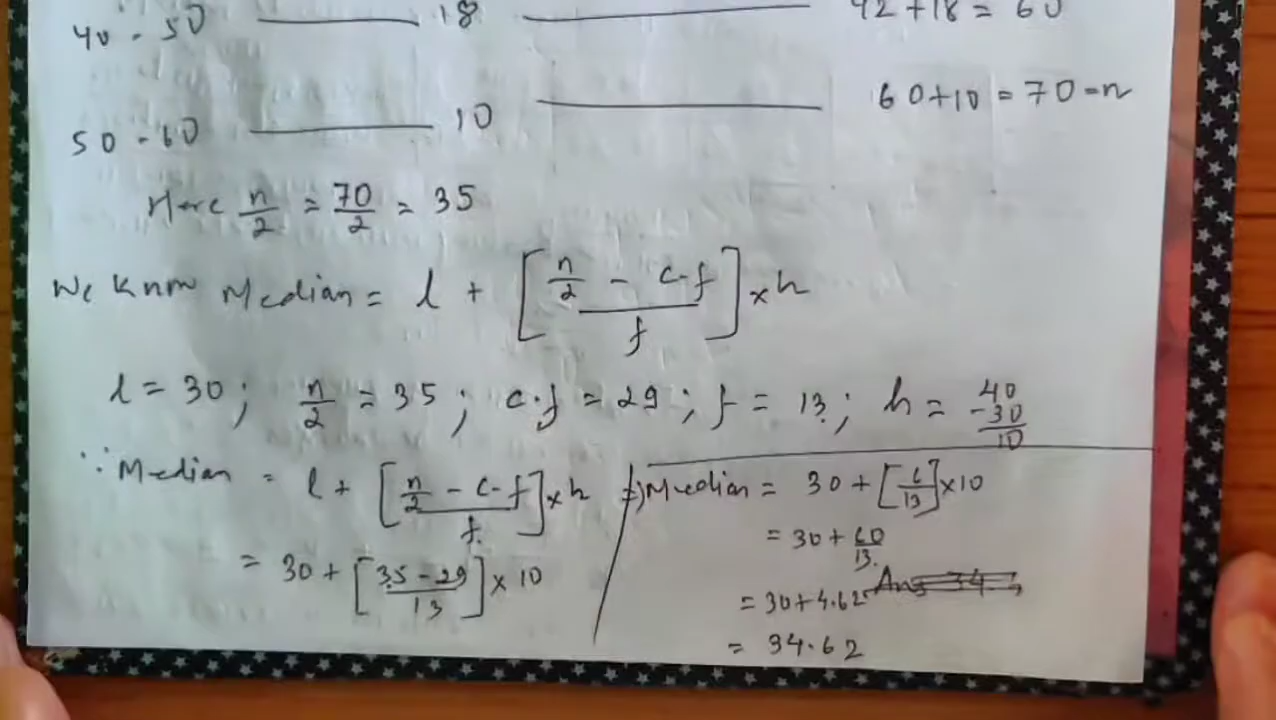 40 - 50 18 42+18 = 60
50 - 60 10 60+10 = 70 = n
Here n/2 = 70/2 = 35
We know Median = l + [(n/2 - c.f)/f] × h
l = 30; n/2 = 35; c.f = 29; f = 13; h = 40 - 30 / 10
∵ Median = l + [(n/2 - c.f)/f] × h
= 30 + [(35 - 29)/13] × 10
⇒ Median = 30 + [6/13] × 10
= 30 + 60/13
= 30 + 4.62
= 34.62